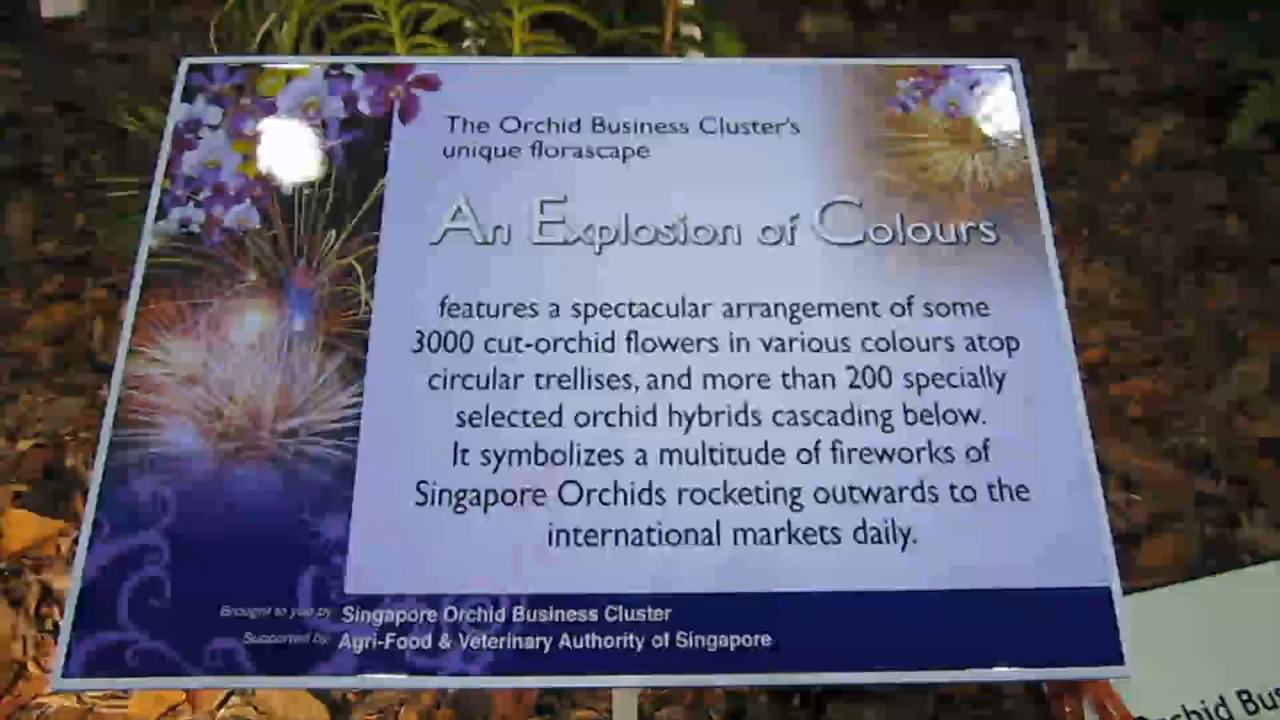 The Orchid Business Cluster's
unique florascape
An Explosion of Colours
features a spectacular arrangement of some
3000 cut-orchid flowers in various colours atop
circular trellises, and more than 200 specially
selected orchid hybrids cascading below.
It symbolizes a multitude of fireworks of
Singapore Orchids rocketing outwards to the
international markets daily.
Brought to you by: Singapore Orchid Business Cluster
Supported by: Agri-Food & Veterinary Authority of Singapore